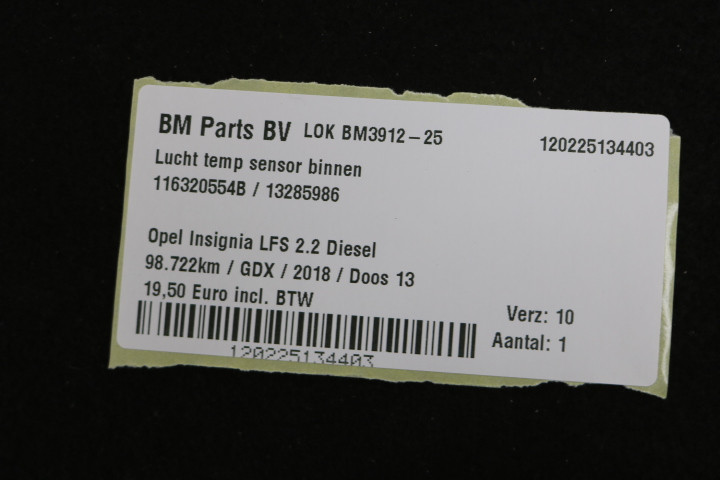 BM Parts BV LOK BM3912-25 120225134403
Lucht temp sensor binnen
116320554B / 13285986
Opel Insignia LFS 2.2 Diesel
98.722km / GDX / 2018 / Doos 13
19,50 Euro incl. BTW
Verz: 10
Aantal: 1
120225134403